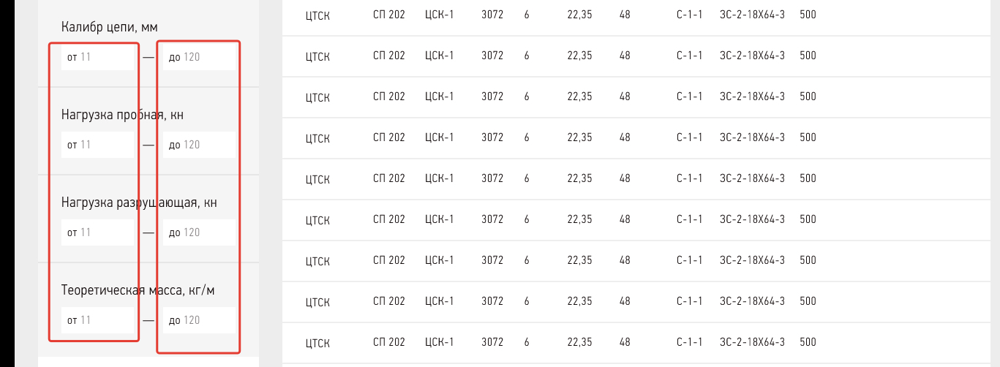 Калибр цепи, мм
от 11 — до 120
Нагрузка пробная, кн
от 11 — до 120
Нагрузка разрушающая, кн
от 11 — до 120
Теоретическая масса, кг/м
от 11 — до 120
ЦТСК СП 202 ЦСК-1 3072 6 22,35 48 С-1-1 ЗС-2-18Х64-3 500
ЦТСК СП 202 ЦСК-1 3072 6 22,35 48 С-1-1 ЗС-2-18Х64-3 500
ЦТСК СП 202 ЦСК-1 3072 6 22,35 48 С-1-1 ЗС-2-18Х64-3 500
ЦТСК СП 202 ЦСК-1 3072 6 22,35 48 С-1-1 ЗС-2-18Х64-3 500
ЦТСК СП 202 ЦСК-1 3072 6 22,35 48 С-1-1 ЗС-2-18Х64-3 500
ЦТСК СП 202 ЦСК-1 3072 6 22,35 48 С-1-1 ЗС-2-18Х64-3 500
ЦТСК СП 202 ЦСК-1 3072 6 22,35 48 С-1-1 ЗС-2-18Х64-3 500
ЦТСК СП 202 ЦСК-1 3072 6 22,35 48 С-1-1 ЗС-2-18Х64-3 500
ЦТСК СП 202 ЦСК-1 3072 6 22,35 48 С-1-1 ЗС-2-18Х64-3 500